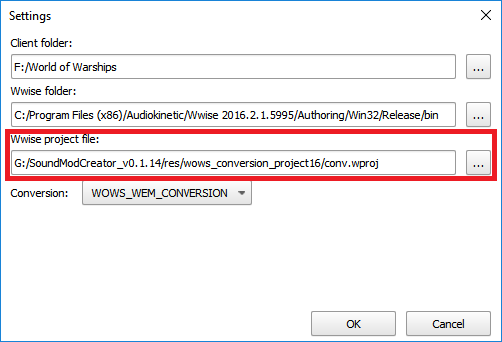 Settings
Client folder:
F:/World of Warships
...
Wwise folder:
C:/Program Files (x86)/Audiokinetic/Wwise 2016.2.1.5995/Authoring/Win32/Release/bin
...
Wwise project file:
G:/SoundModCreator_v0.1.14/res/wows_conversion_project16/conv.wproj
...
Conversion: WOWS_WEM_CONVERSION
OK Cancel